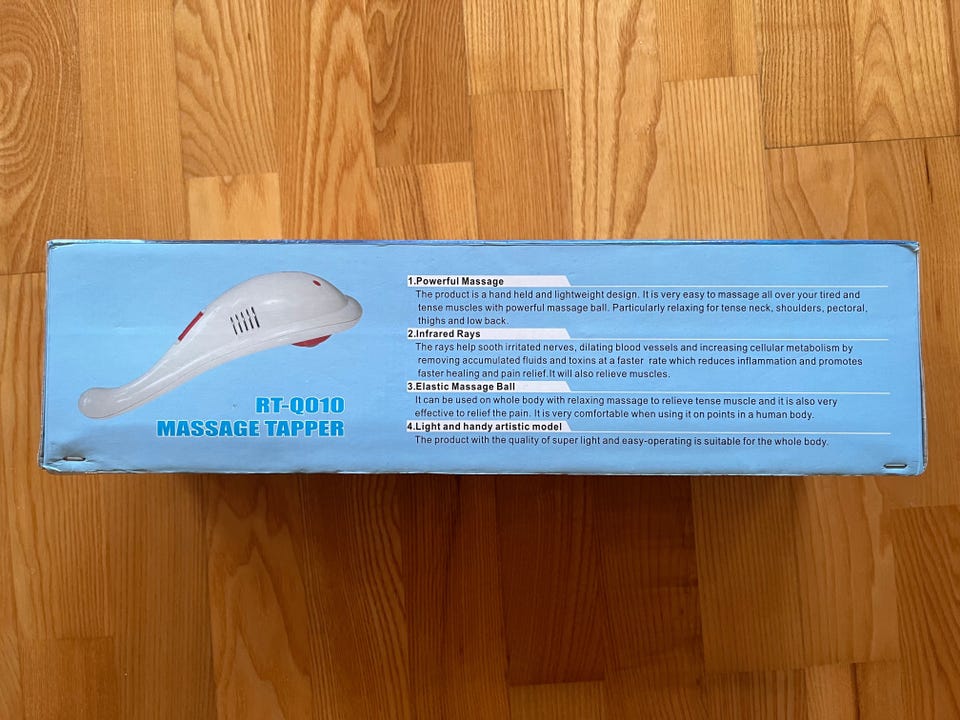 RT-Q010
MASSAGE TAPPER
1.Powerful Massage
The product is a hand held and lightweight design. It is very easy to massage all over your tired and
tense muscles with powerful massage ball. Particularly relaxing for tense neck, shoulders, pectoral,
thighs and low back.
2.Infrared Rays
The rays help sooth irritated nerves, dilating blood vessels and increasing cellular metabolism by
removing accumulated fluids and toxins at a faster rate which reduces inflammation and promotes
faster healing and pain relief.It will also relieve muscles.
3.Elastic Massage Ball
It can be used on whole body with relaxing massage to relieve tense muscle and it is also very
effective to relief the pain. It is very comfortable when using it on points in a human body.
4.Light and handy artistic model
The product with the quality of super light and easy-operating is suitable for the whole body.